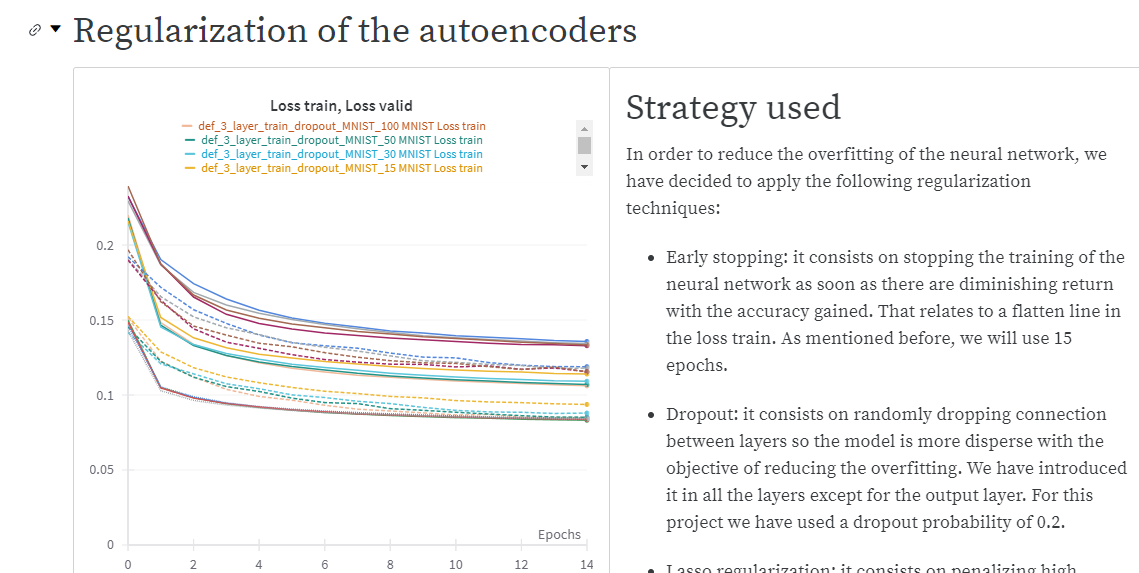 Regularization of the autoencoders
Loss train, Loss valid
def_3_layer_train_dropout_MNIST_100 MNIST Loss train
def_3_layer_train_dropout_MNIST_50 MNIST Loss train
def_3_layer_train_dropout_MNIST_30 MNIST Loss train
def_3_layer_train_dropout_MNIST_15 MNIST Loss train
0.2
0.15
0.1
0.05
0
Epochs
0 2 4 6 8 10 12 14
Strategy used
In order to reduce the overfitting of the neural network, we
have decided to apply the following regularization
techniques:
• Early stopping: it consists on stopping the training of the
neural network as soon as there are diminishing return
with the accuracy gained. That relates to a flatten line in
the loss train. As mentioned before, we will use 15
epochs.
• Dropout: it consists on randomly dropping connection
between layers so the model is more disperse with the
objective of reducing the overfitting. We have introduced
it in all the layers except for the output layer. For this
project we have used a dropout probability of 0.2.
• Lasso regularization: it consists on penalizing high